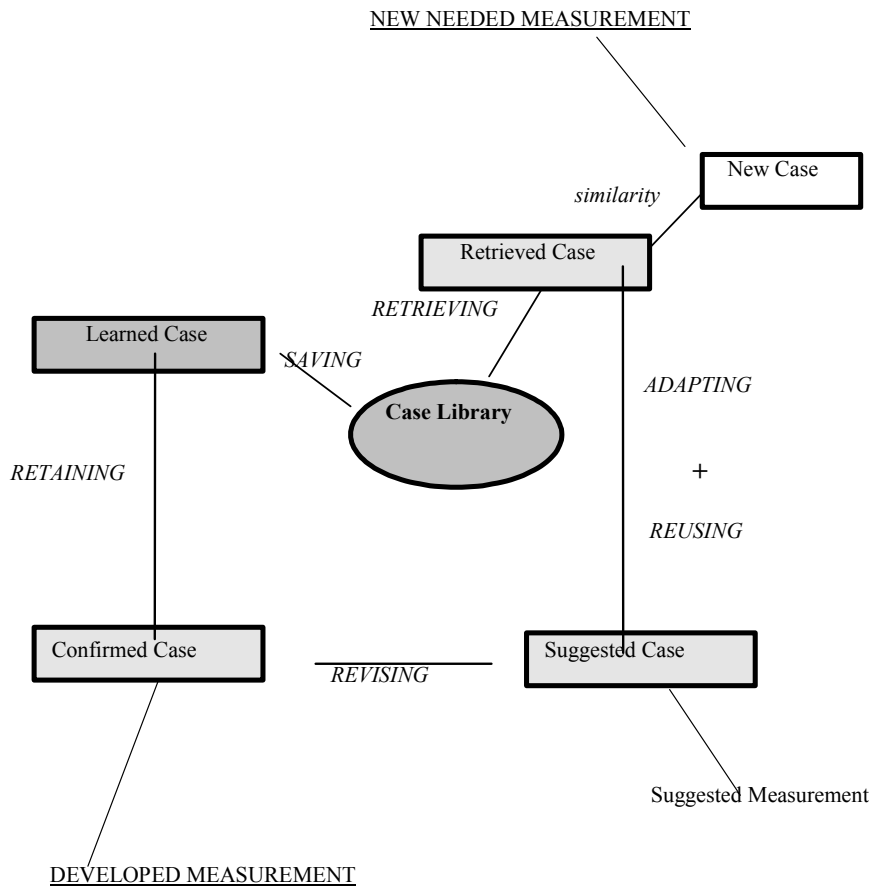 NEW NEEDED MEASUREMENT
New Case
similarity
Retrieved Case
RETRIEVING
Learned Case
SAVING
ADAPTING
Case Library
RETAINING
+
REUSING
Confirmed Case
Suggested Case
REVISING
Suggested Measurement
DEVELOPED MEASUREMENT